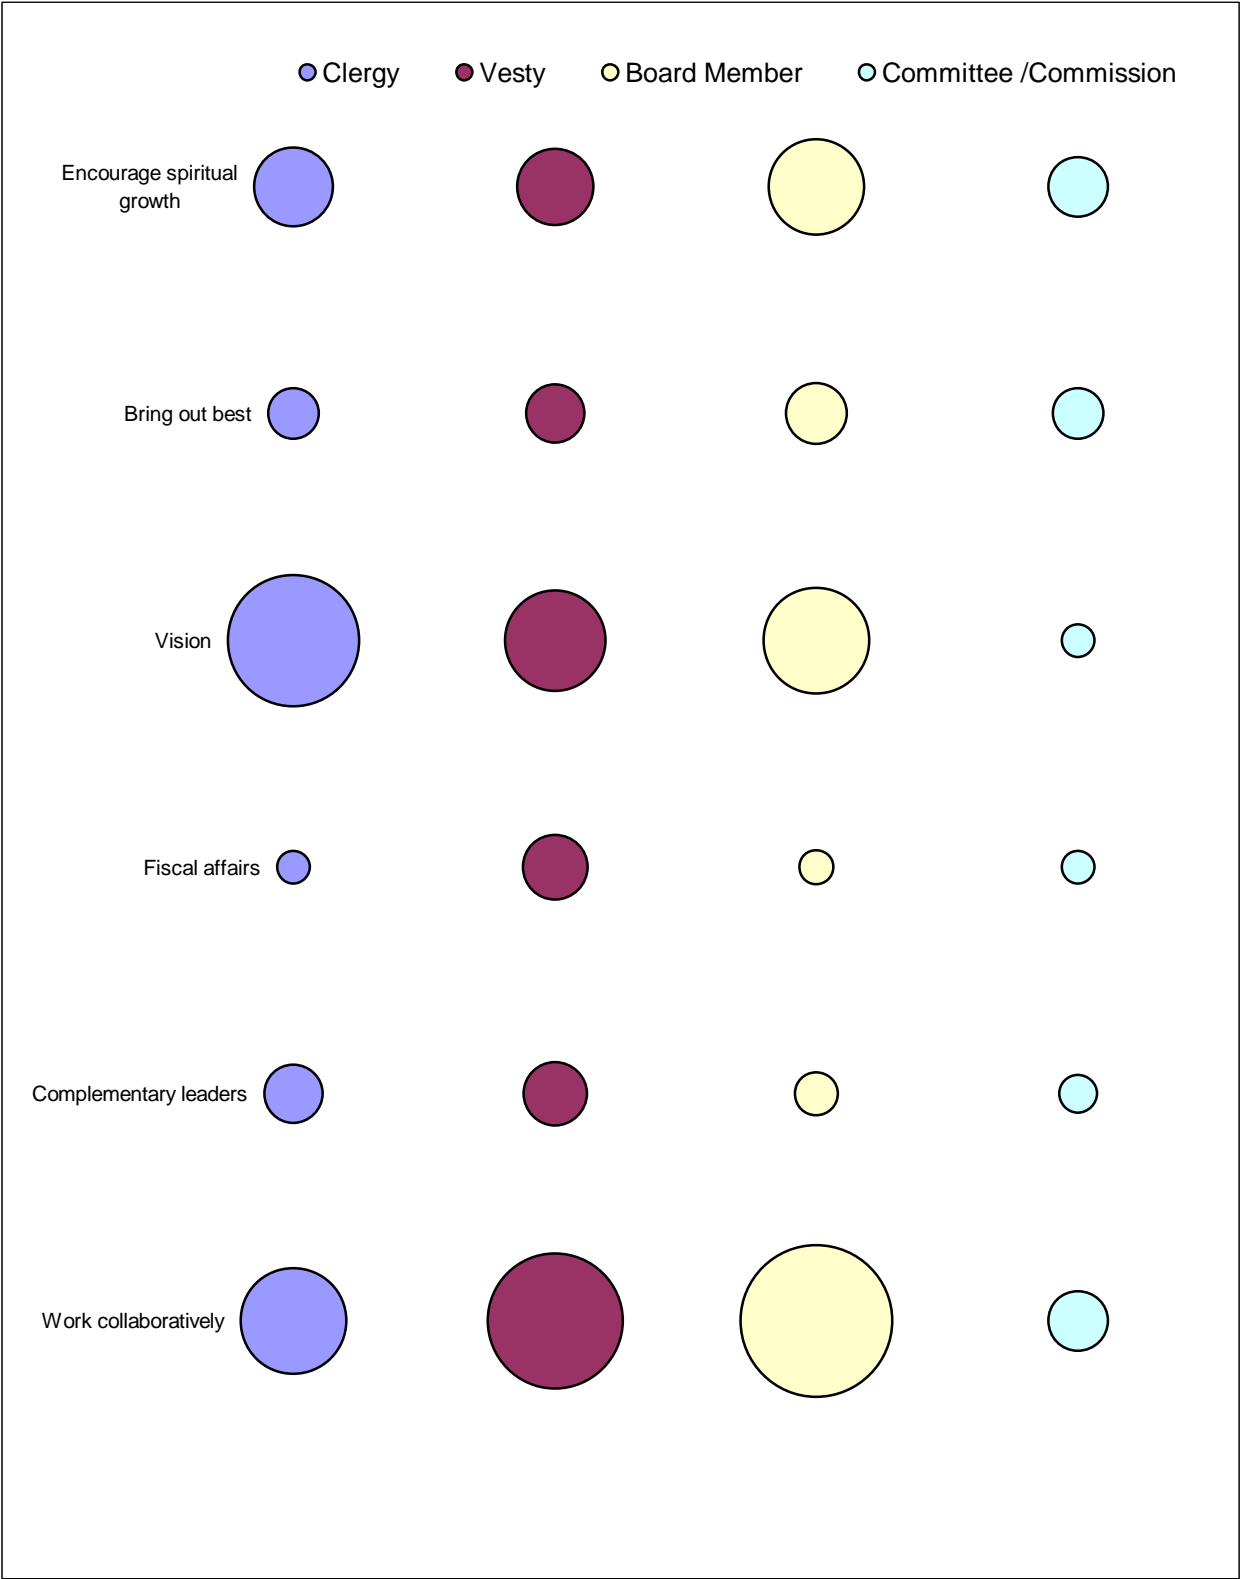 Clergy Vesty Board Member Committee /Commission
Encourage spiritual
growth
Bring out best
Vision
Fiscal affairs
Complementary leaders
Work collaboratively